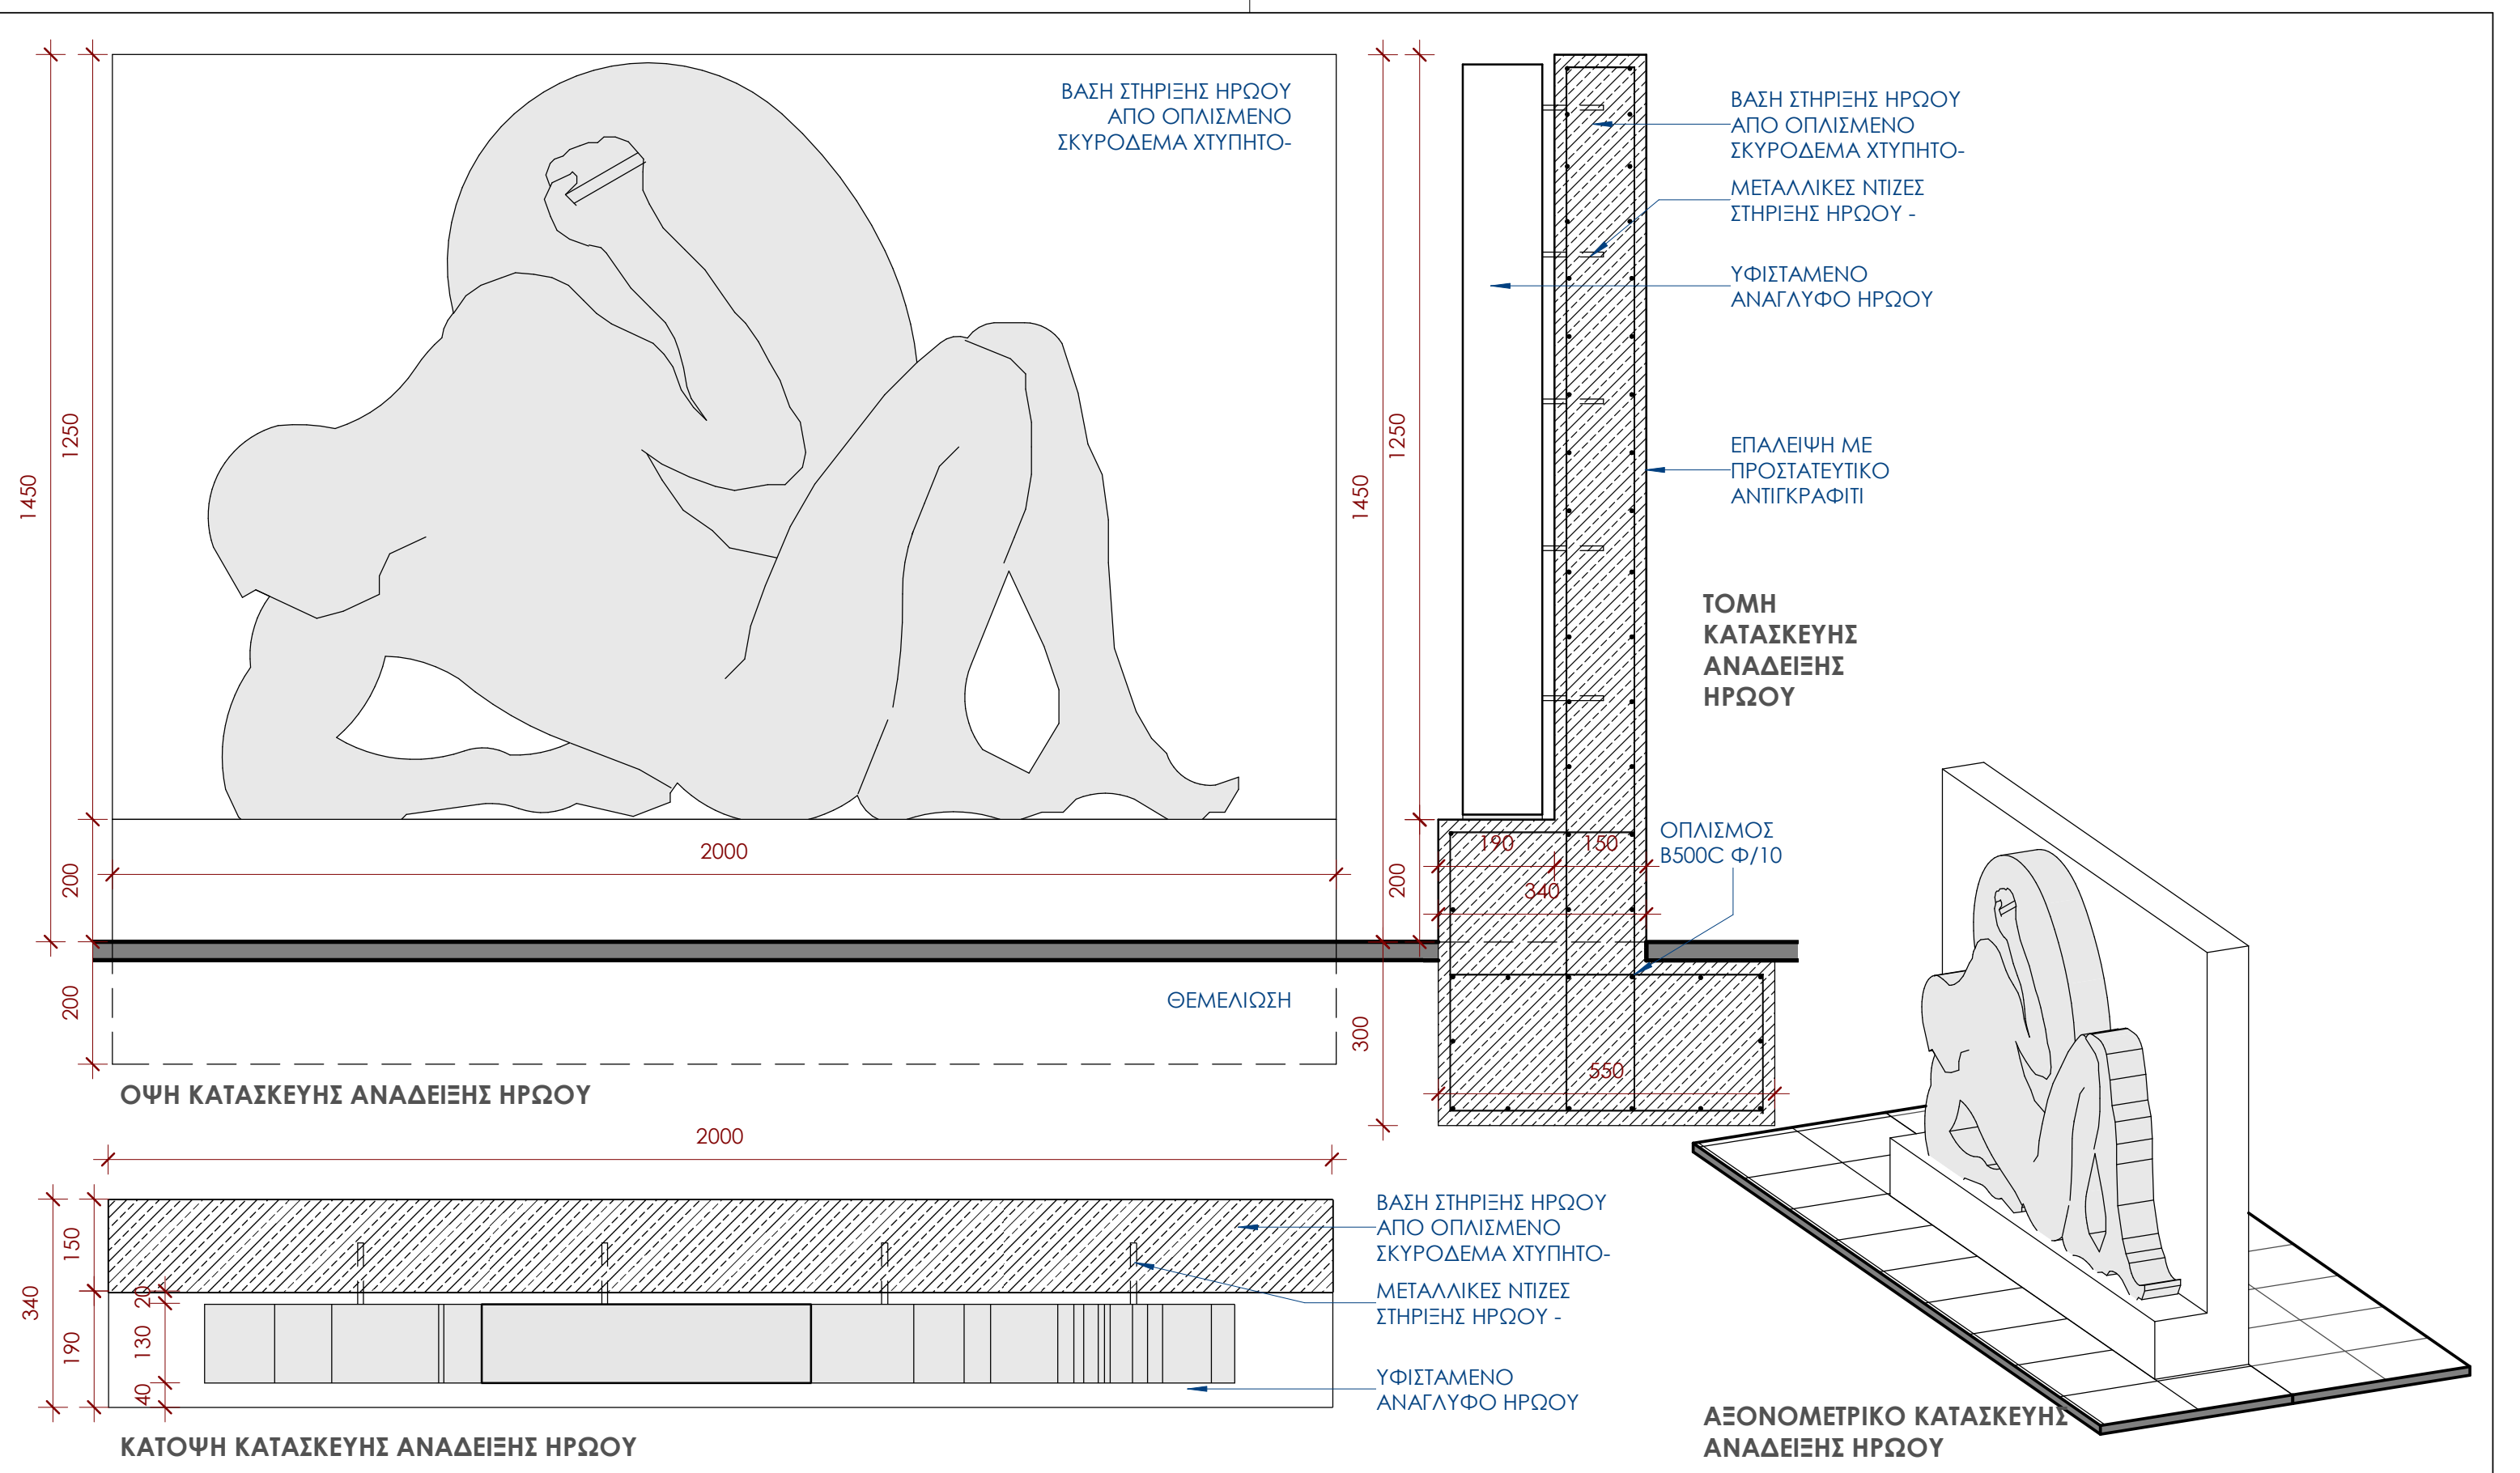 ΒΑΣΗ ΣΤΗΡΙΞΗΣ ΗΡΩΟΥ
ΑΠΟ ΟΠΛΙΣΜΕΝΟ
ΣΚΥΡΟΔΕΜΑ ΧΤΥΠΗΤΟ-
1250
1450
200
2000
200
ΘΕΜΕΛΙΩΣΗ
ΟΨΗ ΚΑΤΑΣΚΕΥΗΣ ΑΝΑΔΕΙΞΗΣ ΗΡΩΟΥ
ΒΑΣΗ ΣΤΗΡΙΞΗΣ ΗΡΩΟΥ
ΑΠΟ ΟΠΛΙΣΜΕΝΟ
ΣΚΥΡΟΔΕΜΑ ΧΤΥΠΗΤΟ-
ΜΕΤΑΛΛΙΚΕΣ ΝΤΙΖΕΣ
ΣΤΗΡΙΞΗΣ ΗΡΩΟΥ -
ΥΦΙΣΤΑΜΕΝΟ
ΑΝΑΓΛΥΦΟ ΗΡΩΟΥ
1250
1450
ΕΠΑΛΕΙΨΗ ΜΕ
ΠΡΟΣΤΑΤΕΥΤΙΚΟ
ΑΝΤΙΓΚΡΑΦΙΤΙ
ΤΟΜΗ
ΚΑΤΑΣΚΕΥΗΣ
ΑΝΑΔΕΙΞΗΣ
ΗΡΩΟΥ
190
150
ΟΠΛΙΣΜΟΣ
B500C Φ/10
200
340
300
550
2000
150
340
20
190
130
40
ΒΑΣΗ ΣΤΗΡΙΞΗΣ ΗΡΩΟΥ
ΑΠΟ ΟΠΛΙΣΜΕΝΟ
ΣΚΥΡΟΔΕΜΑ ΧΤΥΠΗΤΟ-
ΜΕΤΑΛΛΙΚΕΣ ΝΤΙΖΕΣ
ΣΤΗΡΙΞΗΣ ΗΡΩΟΥ -
ΥΦΙΣΤΑΜΕΝΟ
ΑΝΑΓΛΥΦΟ ΗΡΩΟΥ
ΚΑΤΟΨΗ ΚΑΤΑΣΚΕΥΗΣ ΑΝΑΔΕΙΞΗΣ ΗΡΩΟΥ
ΑΞΟΝΟΜΕΤΡΙΚΟ ΚΑΤΑΣΚΕΥΗΣ
ΑΝΑΔΕΙΞΗΣ ΗΡΩΟΥ